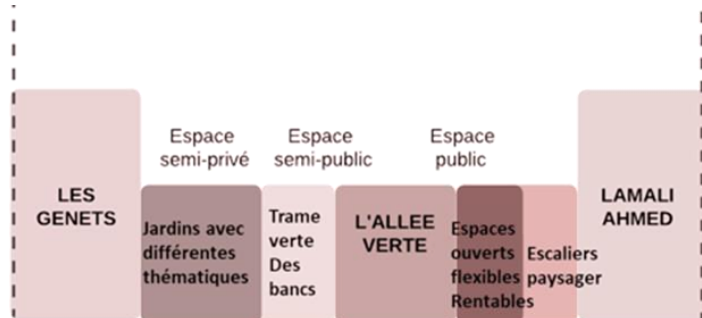 Espace
semi-privé
Espace
semi-public
Espace
public
LES
GENETS
Jardins avec
différentes
thématiques
Trame
verte
Des
bancs
L'ALLEE
VERTE
Espaces
ouverts
flexibles
Rentables
Escaliers
paysager
LAMALI
AHMED